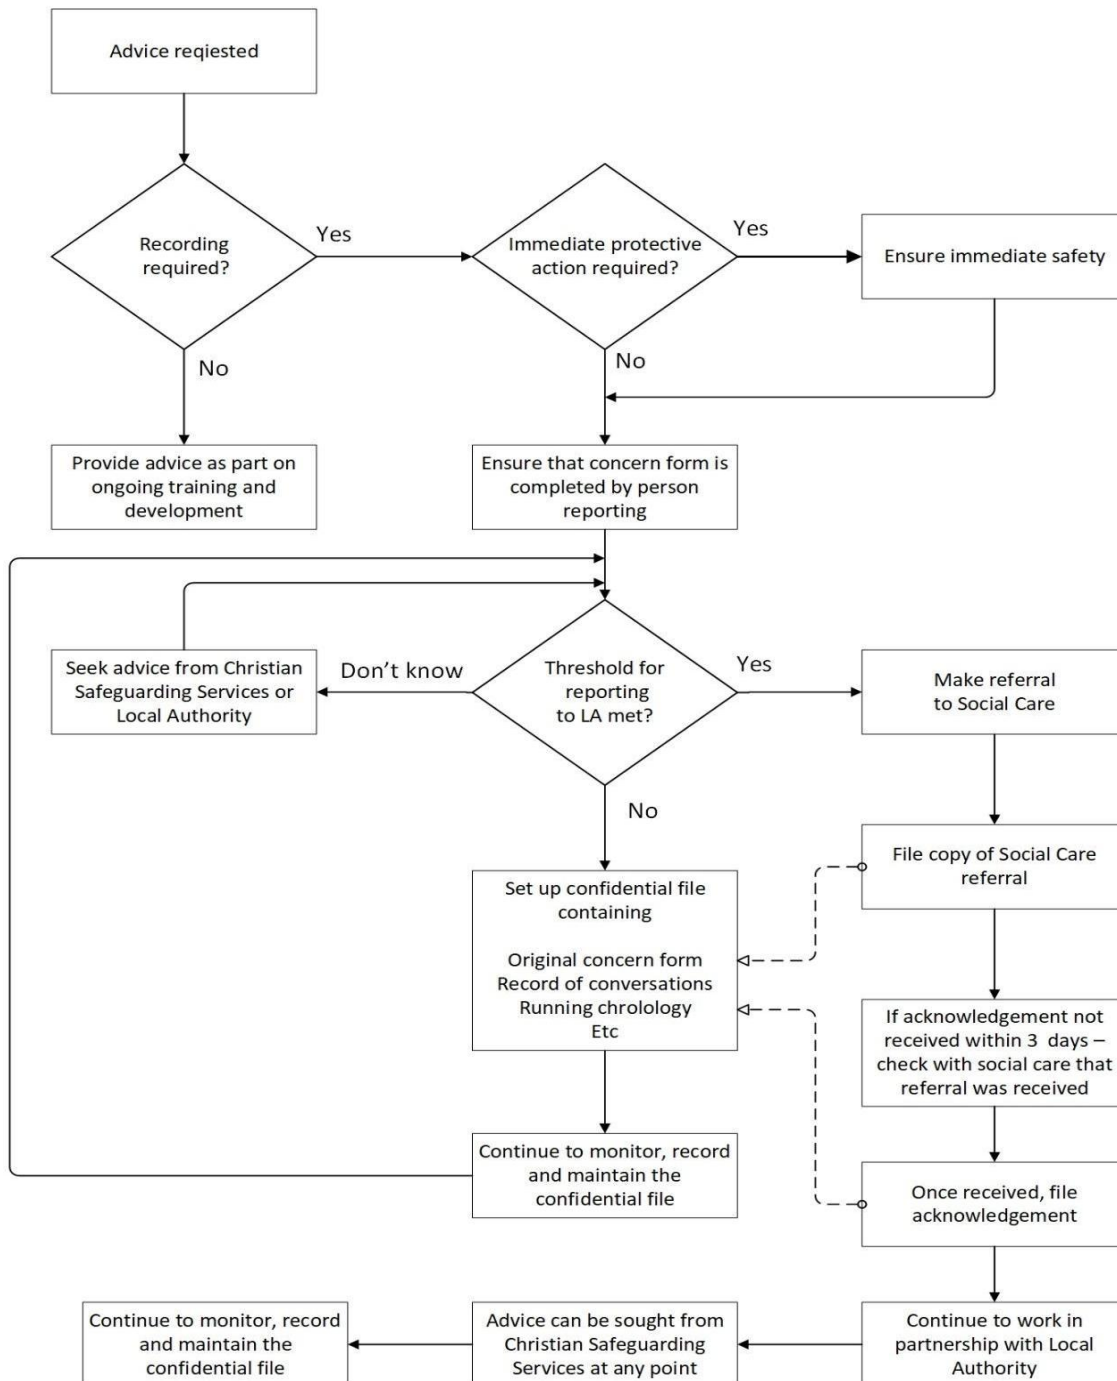 Advice reqiested
Recording
required?
Yes
Immediate protective
action required?
Yes
Ensure immediate safety
No
No
Provide advice as part on
ongoing training and
development
Ensure that concern form is
completed by person
reporting
Seek advice from Christian
Safeguarding Services or
Local Authority
Don’t know
Threshold for
reporting
to LA met?
Yes
Make referral
to Social Care
No
File copy of Social Care
referral
Set up confidential file
containing
Original concern form
Record of conversations
Running chrolology
Etc
If acknowledgement not
received within 3 days –
check with social care that
referral was received
Continue to monitor, record
and maintain the
confidential file
Once received, file
acknowledgement
Continue to work in
partnership with Local
Authority
Advice can be sought from
Christian Safeguarding
Services at any point
Continue to monitor, record
and maintain the
confidential file